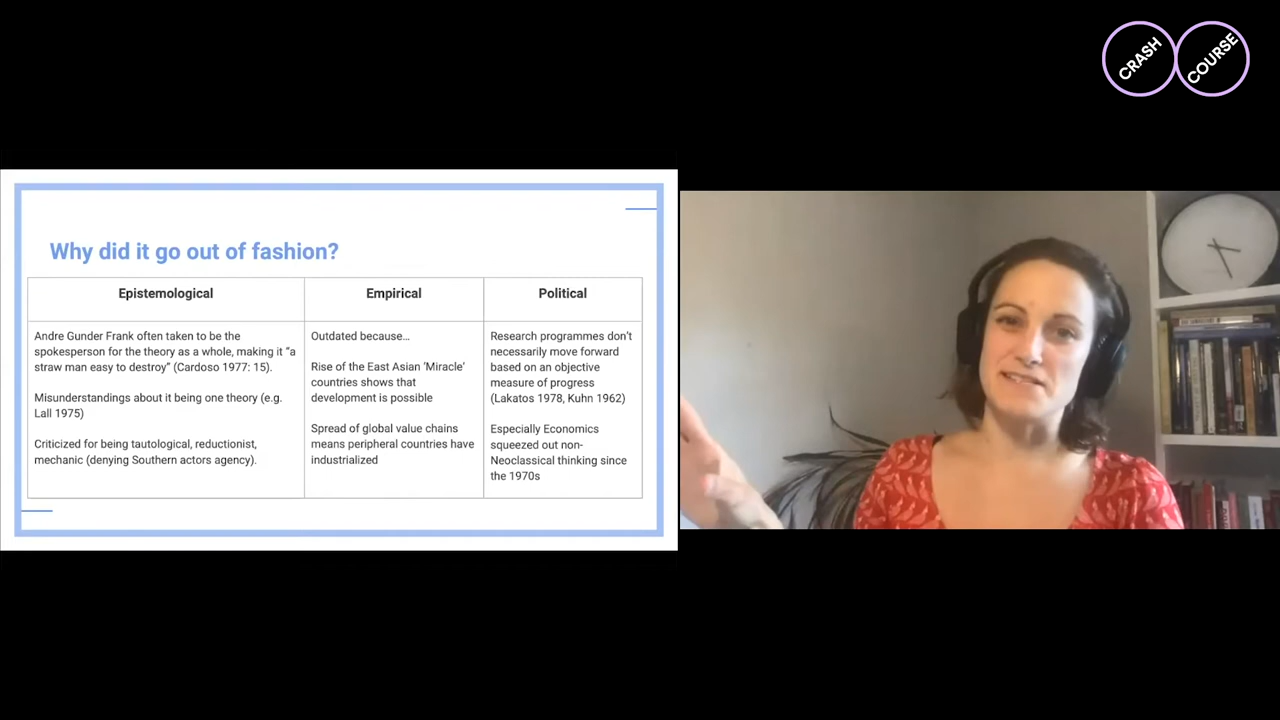 CRASH COURSE
Why did it go out of fashion?
Epistemological
Empirical
Political
Andre Gunder Frank often taken to be the
spokesperson for the theory as a whole, making it “a
straw man easy to destroy” (Cardoso 1977: 15).
Misunderstandings about it being one theory (e.g.
Lall 1975)
Criticized for being tautological, reductionist,
mechanic (denying Southern actors agency).
Outdated because…
Rise of the East Asian ‘Miracle’
countries shows that
development is possible
Spread of global value chains
means peripheral countries have
industrialized
Research programmes don’t
necessarily move forward
based on an objective
measure of progress
(Lakatos 1978, Kuhn 1962)
Especially Economics
squeezed out non-
Neoclassical thinking since
the 1970s